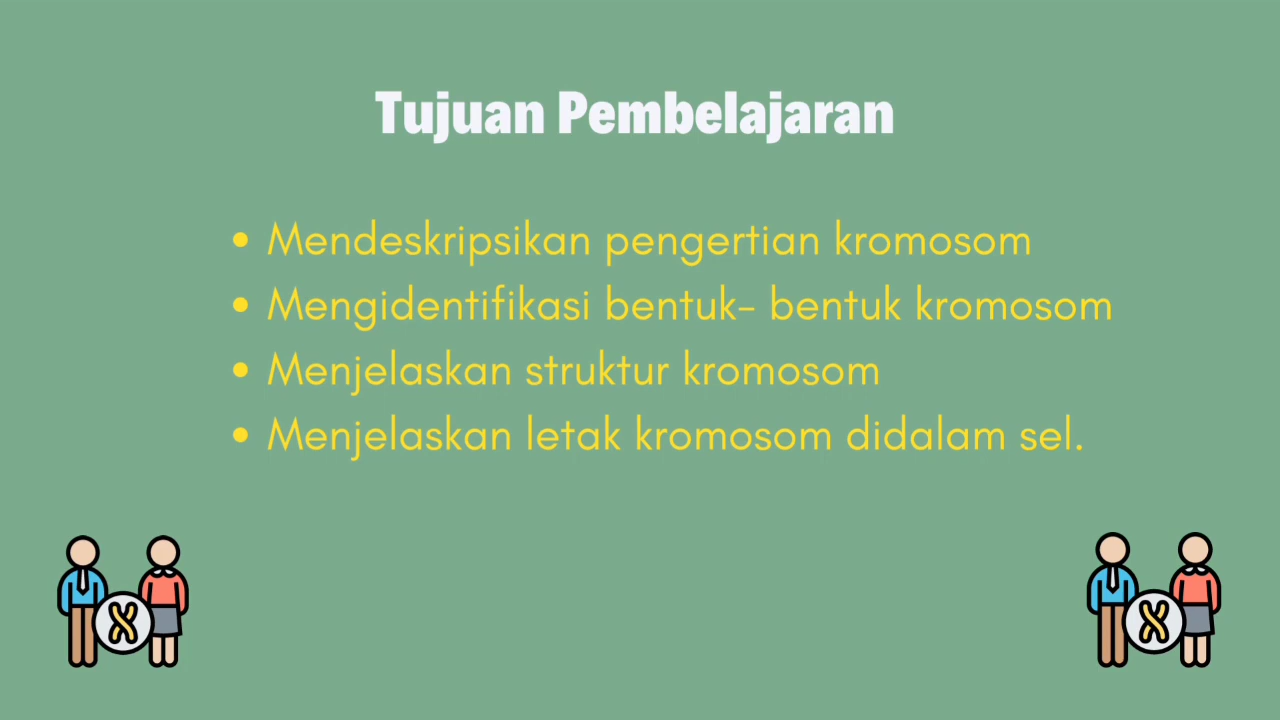 Tujuan Pembelajaran
• Mendeskripsikan pengertian kromosom
• Mengidentifikasi bentuk- bentuk kromosom
• Menjelaskan struktur kromosom
• Menjelaskan letak kromosom didalam sel.